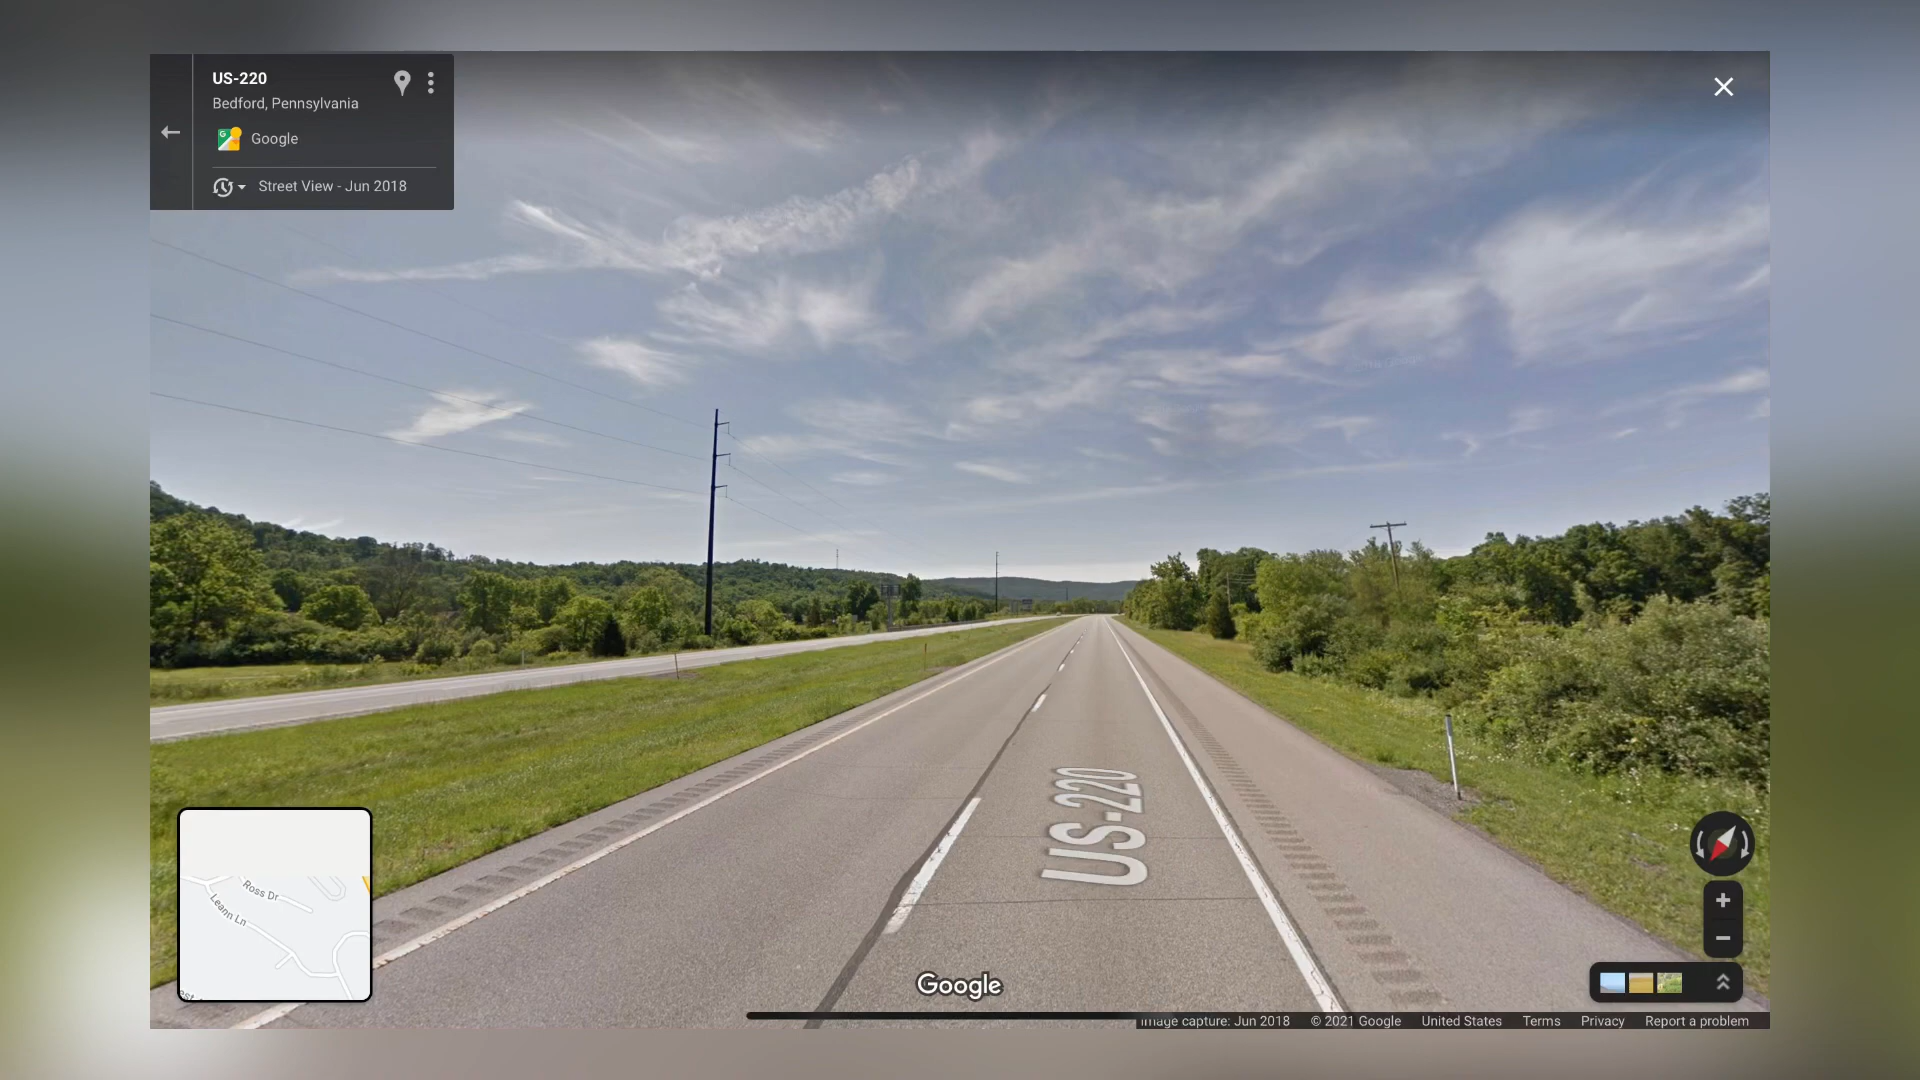 US-220
Bedford, Pennsylvania
Google
Street View - Jun 2018
US-220
Ross Dr
Leann Ln
est
Google
Image capture: Jun 2018 © 2021 Google United States Terms Privacy Report a problem